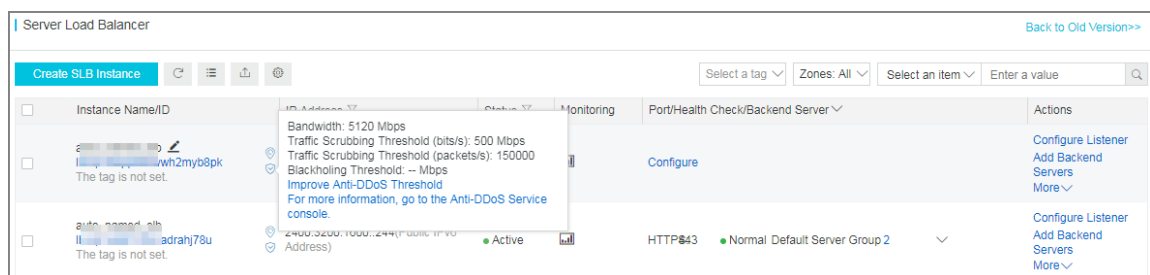 Server Load Balancer
Back to Old Version>>
Create SLB Instance
Select a tag
Zones: All
Select an item
Enter a value
Instance Name/ID
IP Address
Status
Monitoring
Port/Health Check/Backend Server
Actions
Bandwidth: 5120 Mbps
Traffic Scrubbing Threshold (bits/s): 500 Mbps
Traffic Scrubbing Threshold (packets/s): 150000
Blackholing Threshold: -- Mbps
Improve Anti-DDoS Threshold
For more information, go to the Anti-DDoS Service
console.
wh2myb8pk
The tag is not set.
Configure
Configure Listener
Add Backend
Servers
More
auto_named_slb
adrahj78u
The tag is not set.
(Public IPv6
Address)
Active
HTTPS
Normal
Default Server Group 2
Configure Listener
Add Backend
Servers
More